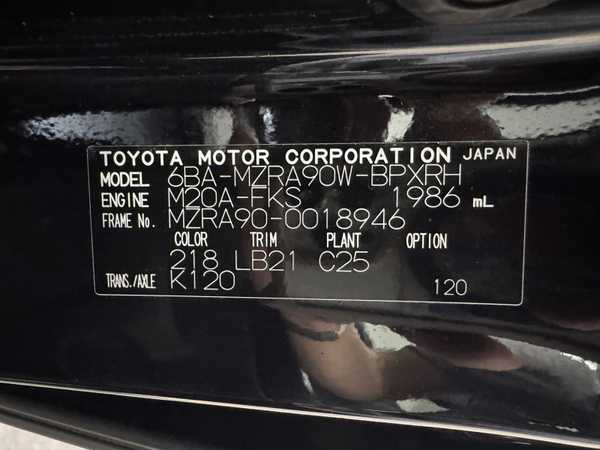 TOYOTA MOTOR CORPORATION JAPAN
MODEL 6BA-MZRA90W-BPXRH
ENGINE M20A-FKS 1986 mL
FRAME No. MZRA90-0018946
COLOR TRIM PLANT OPTION
218 LB21 C25
TRANS./AXLE K120 120